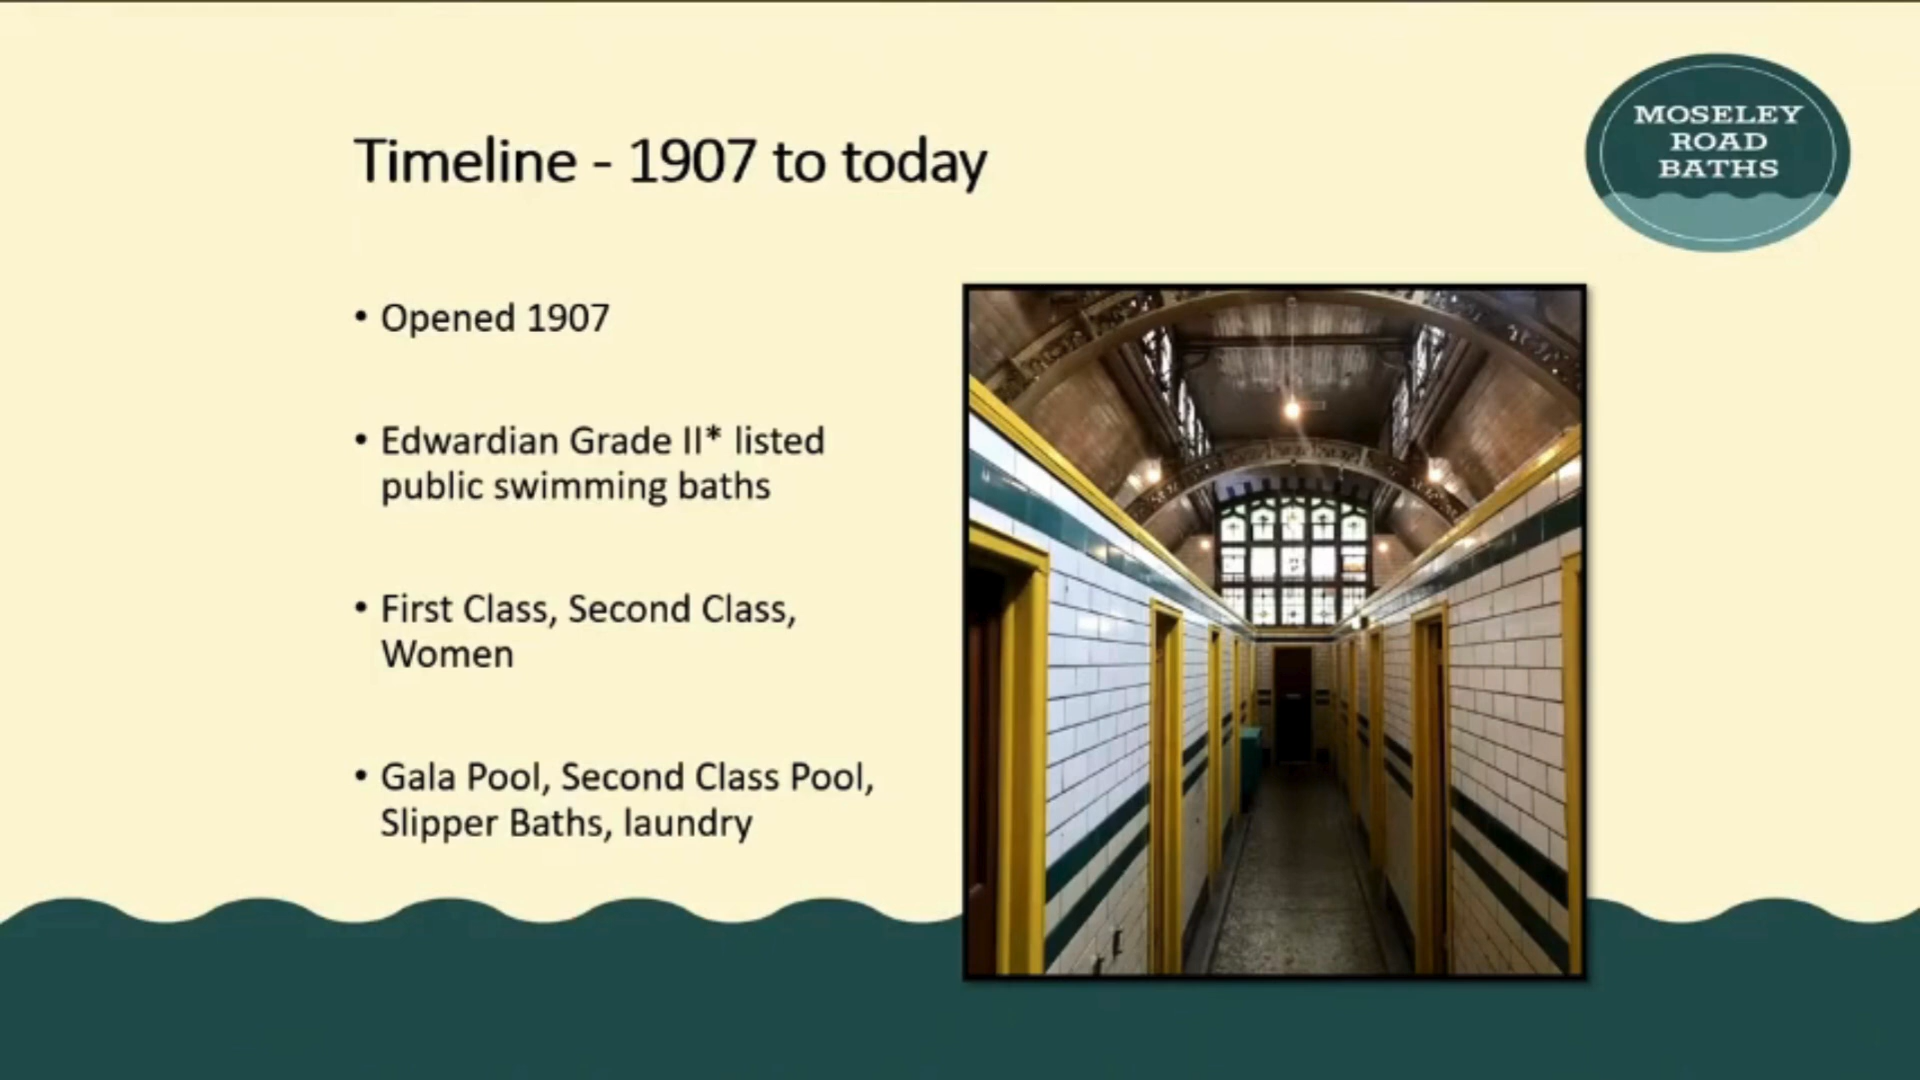 MOSELEY
ROAD
BATHS
Timeline - 1907 to today
• Opened 1907
• Edwardian Grade II* listed
public swimming baths
• First Class, Second Class,
Women
• Gala Pool, Second Class Pool,
Slipper Baths, laundry